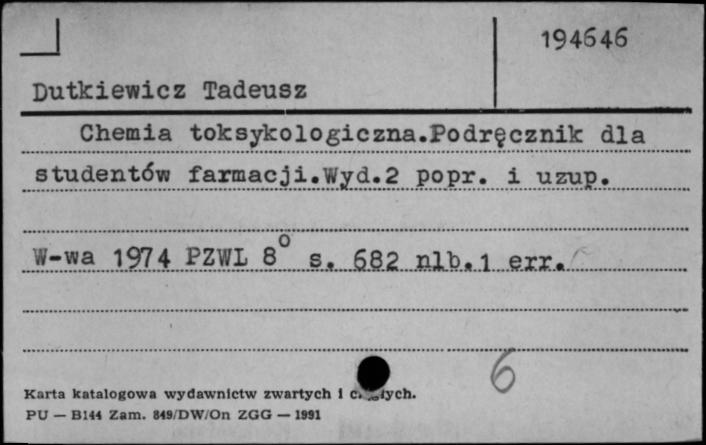 194646
Dutkiewicz Tadeusz
Chemia toksykologiczna.Podręcznik dla
studentów farmacji.Wyd.2 popr. i uzup.
W-wa 1974 PZWL 8° s. 682 nlb.1 err.
6
Karta katalogowa wydawnictw zwartych i
PU — B144 Zam. 849/DW/On ZGG — 1991